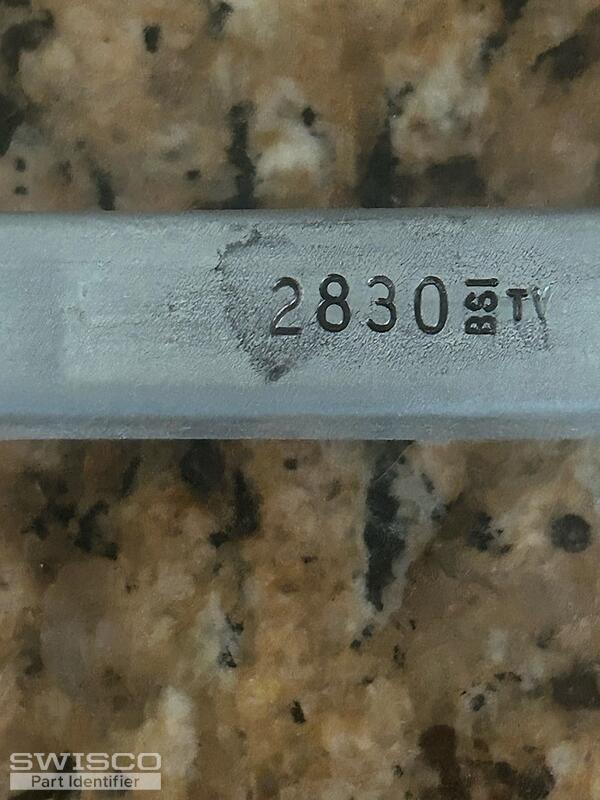 2830 BSI TV
SWISCO
Part Identifier